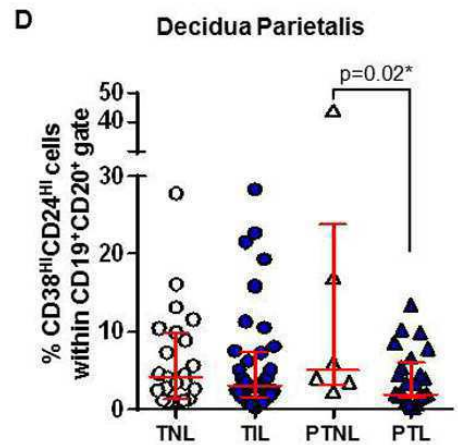 D
Decidua Parietalis
% CD38ᴴᴵCD24ᴴᴵ cells
within CD19⁺CD20⁺ gate
p=0.02*
50
40
30
20
10
0
TNL TIL PTNL PTL